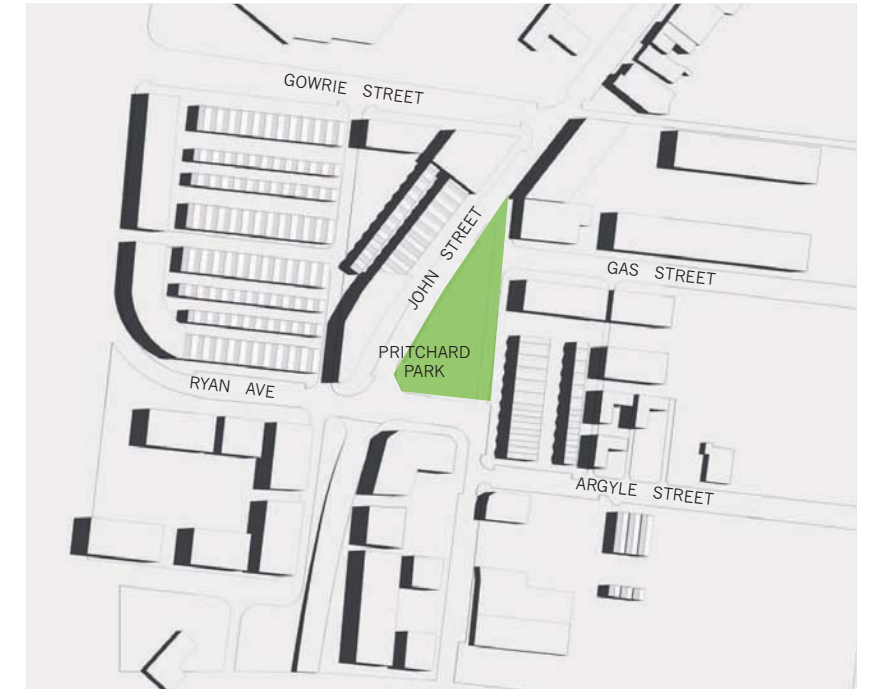 GOWRIE STREET
JOHN STREET
GAS STREET
PRITCHARD
PARK
RYAN AVE
ARGYLE STREET